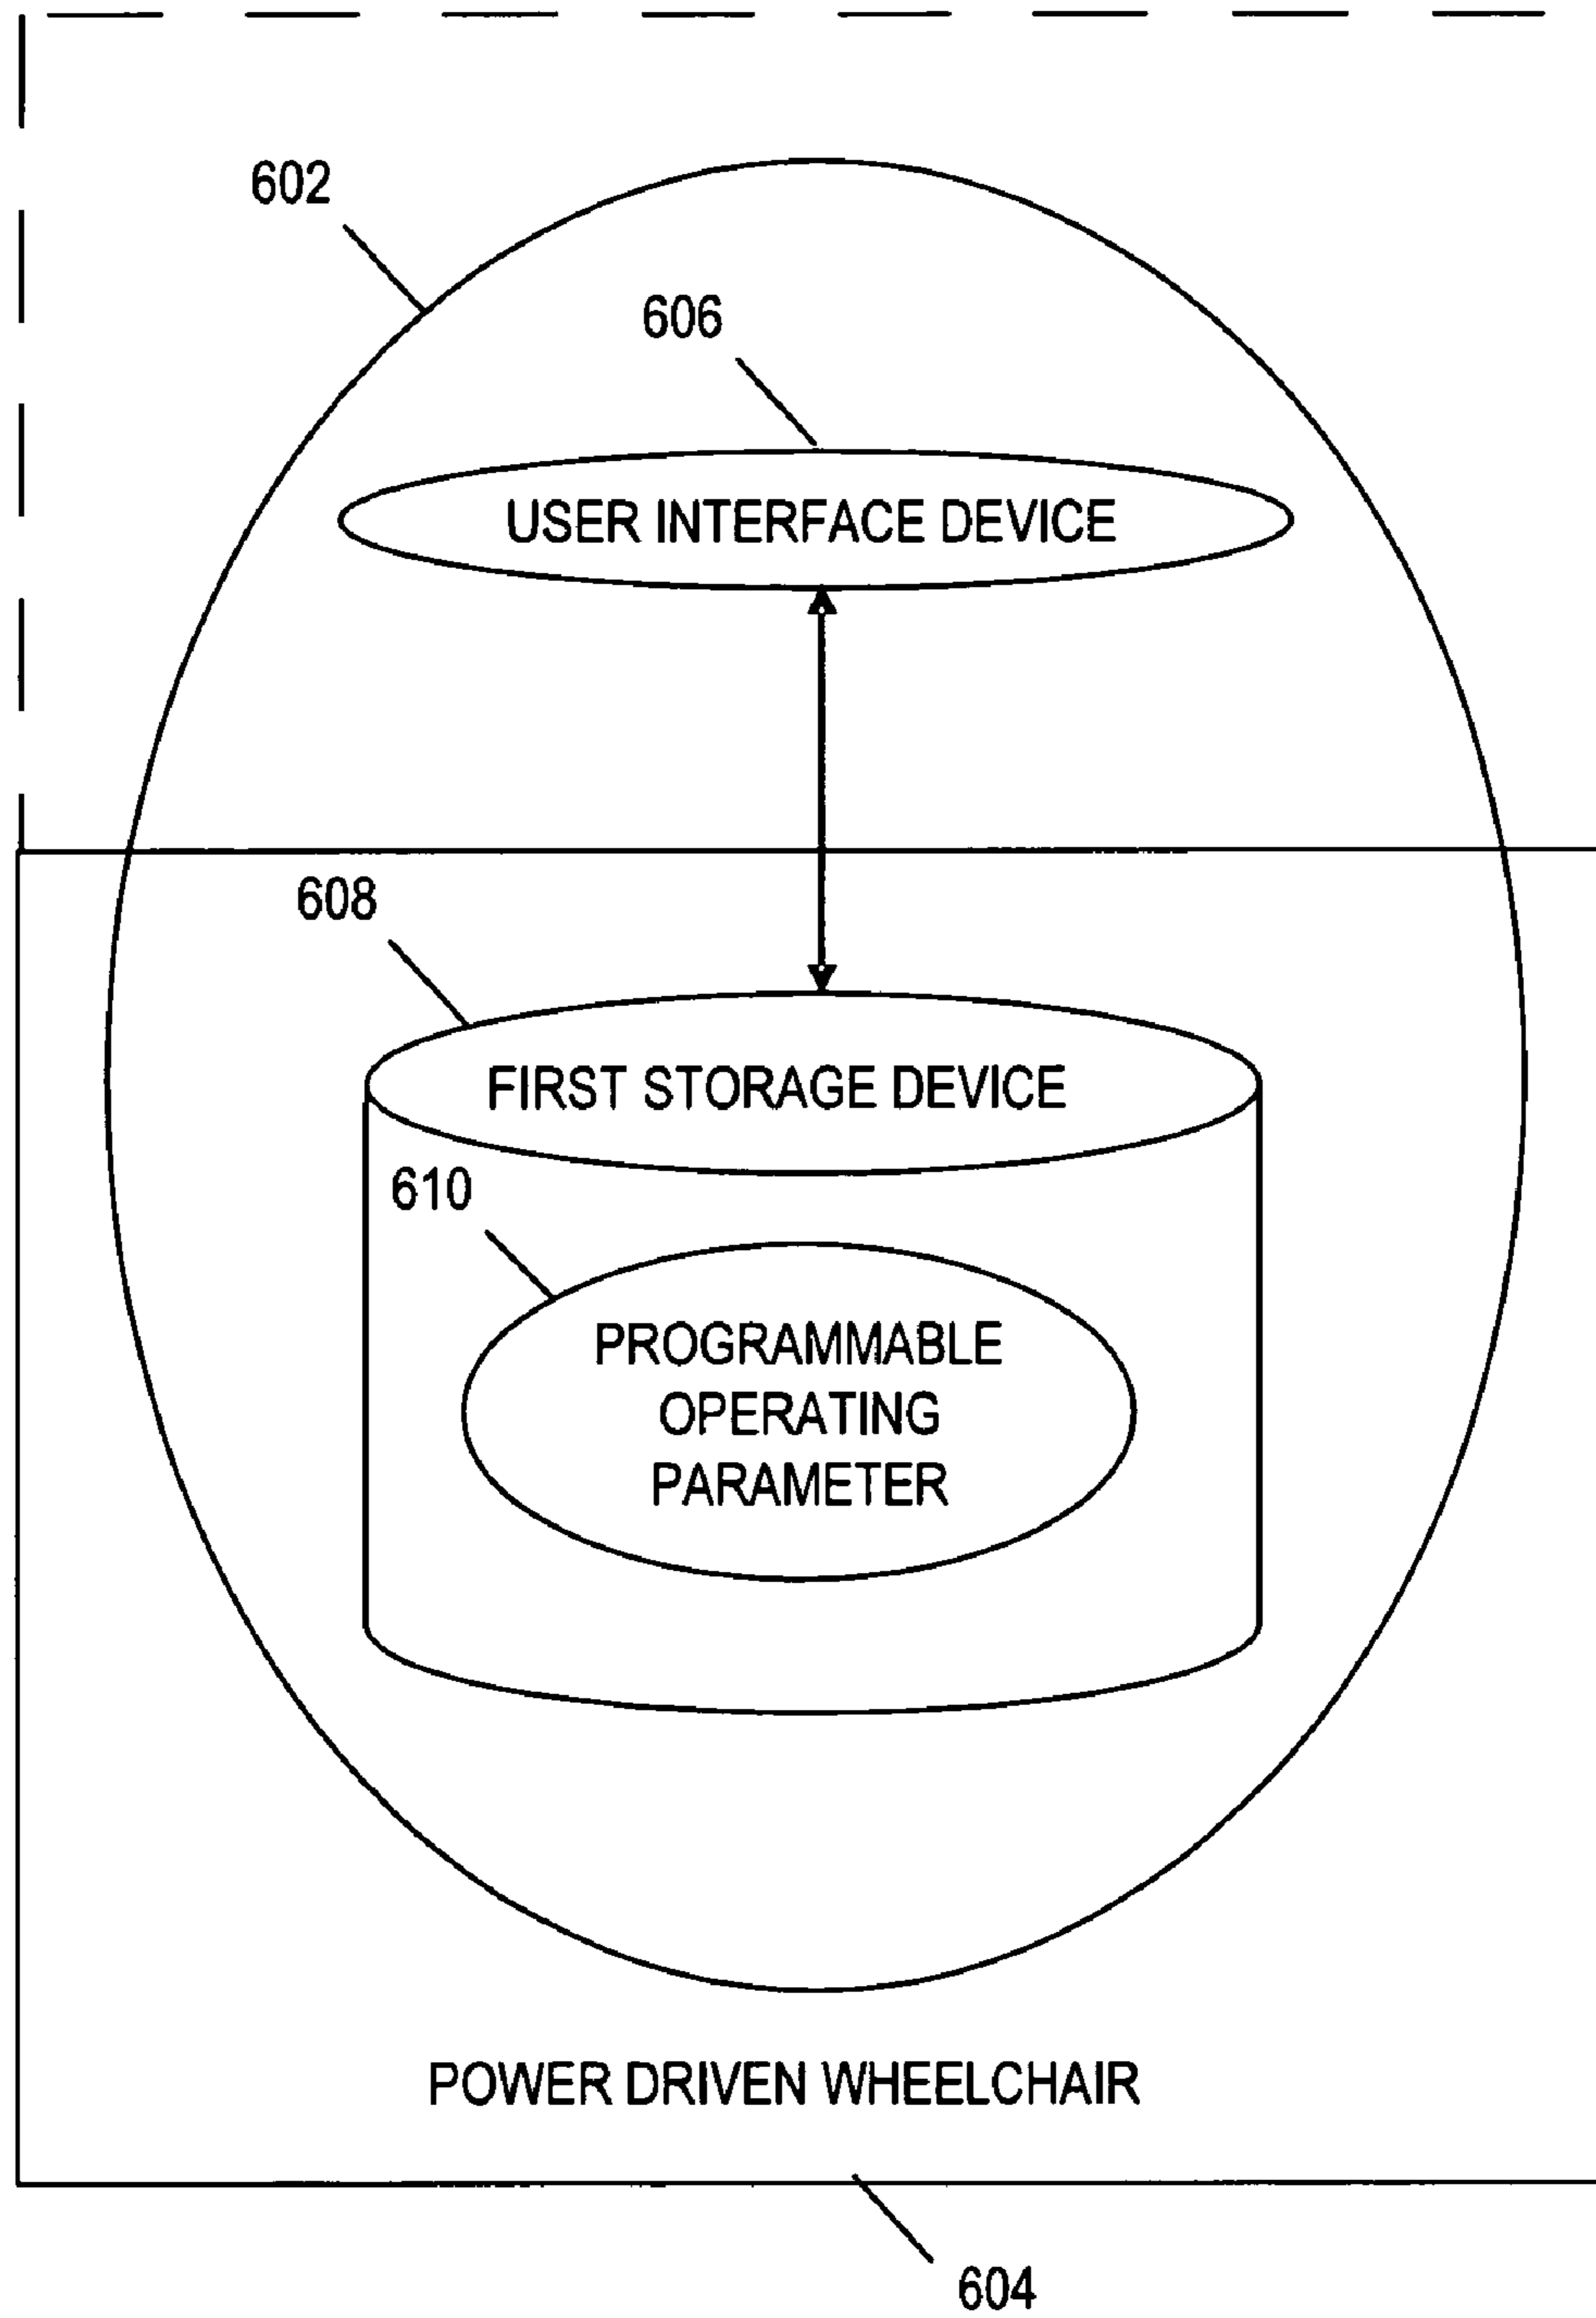 602
606
USER INTERFACE DEVICE
608
FIRST STORAGE DEVICE
610
PROGRAMMABLE
OPERATING
PARAMETER
POWER DRIVEN WHEELCHAIR
604